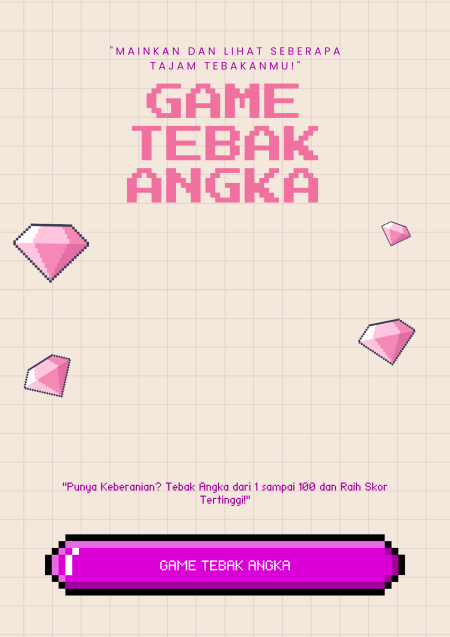 "MAINKAN DAN LIHAT SEBERAPA
TAJAM TEBAKANMU!"
GAME
TEBAK
ANGKA
"Punya Keberanian? Tebak Angka dari 1 sampai 100 dan Raih Skor
Tertinggi!"
GAME TEBAK ANGKA